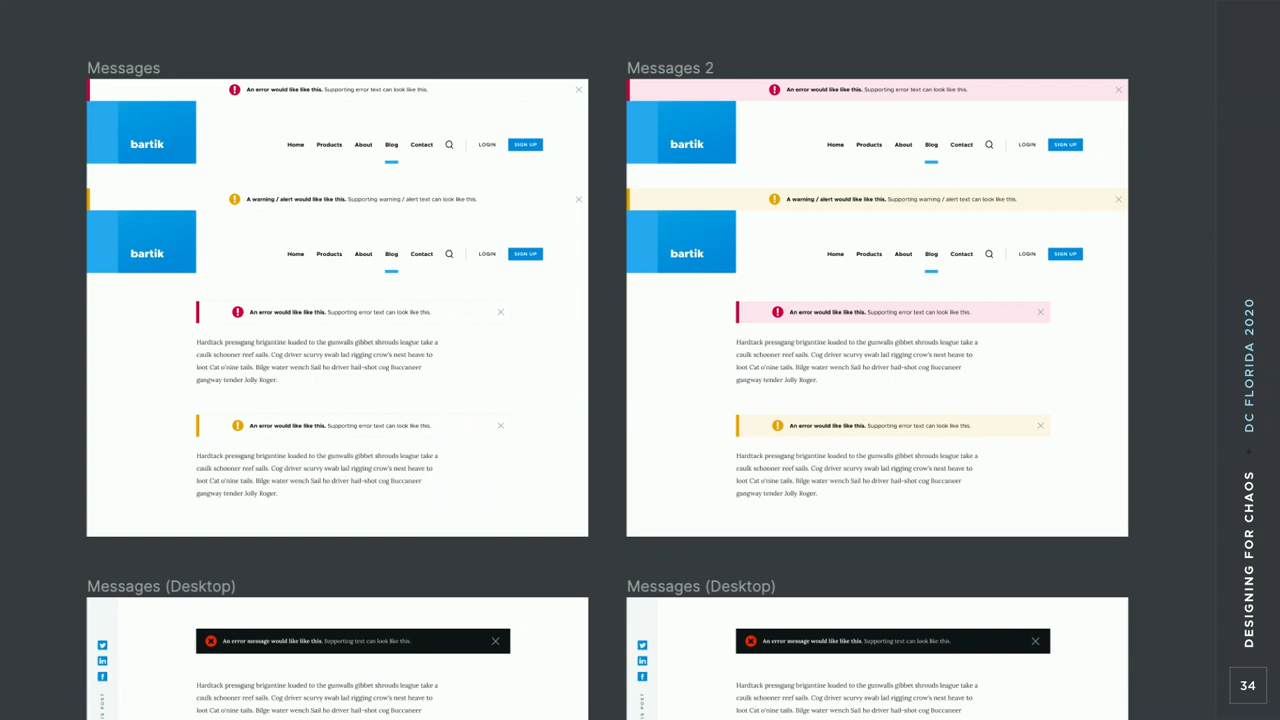 Messages
An error would like like this. Supporting error text can look like this.
bartik
Home Products About Blog Contact LOGIN SIGN UP
A warning / alert would like like this. Supporting warning / alert text can look like this.
bartik
Home Products About Blog Contact LOGIN SIGN UP
An error would like like this. Supporting error text can look like this.
Hardtack pressgang brigantine loaded to the gunwalls gibbet shrouds league take a
caulk schooner reef sails. Cog driver scurvy swab lad rigging crow's nest heave to
loot Cat o'nine tails. Bilge water wench Sail ho driver hail-shot cog Buccaneer
gangway tender Jolly Roger.
An error would like like this. Supporting error text can look like this.
Hardtack pressgang brigantine loaded to the gunwalls gibbet shrouds league take a
caulk schooner reef sails. Cog driver scurvy swab lad rigging crow's nest heave to
loot Cat o'nine tails. Bilge water wench Sail ho driver hail-shot cog Buccaneer
gangway tender Jolly Roger.
Messages 2
An error would like like this. Supporting error text can look like this.
bartik
Home Products About Blog Contact LOGIN SIGN UP
A warning / alert would like like this. Supporting warning / alert text can look like this.
bartik
Home Products About Blog Contact LOGIN SIGN UP
An error would like like this. Supporting error text can look like this.
Hardtack pressgang brigantine loaded to the gunwalls gibbet shrouds league take a
caulk schooner reef sails. Cog driver scurvy swab lad rigging crow's nest heave to
loot Cat o'nine tails. Bilge water wench Sail ho driver hail-shot cog Buccaneer
gangway tender Jolly Roger.
An error would like like this. Supporting error text can look like this.
Hardtack pressgang brigantine loaded to the gunwalls gibbet shrouds league take a
caulk schooner reef sails. Cog driver scurvy swab lad rigging crow's nest heave to
loot Cat o'nine tails. Bilge water wench Sail ho driver hail-shot cog Buccaneer
gangway tender Jolly Roger.
Messages (Desktop)
An error message would like like this. Supporting text can look like this.
Hardtack pressgang brigantine loaded to the gunwalls gibbet shrouds league take a
caulk schooner reef sails. Cog driver scurvy swab lad rigging crow's nest heave to
loot Cat o'nine tails. Bilge water wench Sail ho driver hail-shot cog Buccaneer
Messages (Desktop)
An error message would like like this. Supporting text can look like this.
Hardtack pressgang brigantine loaded to the gunwalls gibbet shrouds league take a
caulk schooner reef sails. Cog driver scurvy swab lad rigging crow's nest heave to
loot Cat o'nine tails. Bilge water wench Sail ho driver hail-shot cog Buccaneer
DESIGNING FOR CHAOS + DC FLORIDA 2020
34